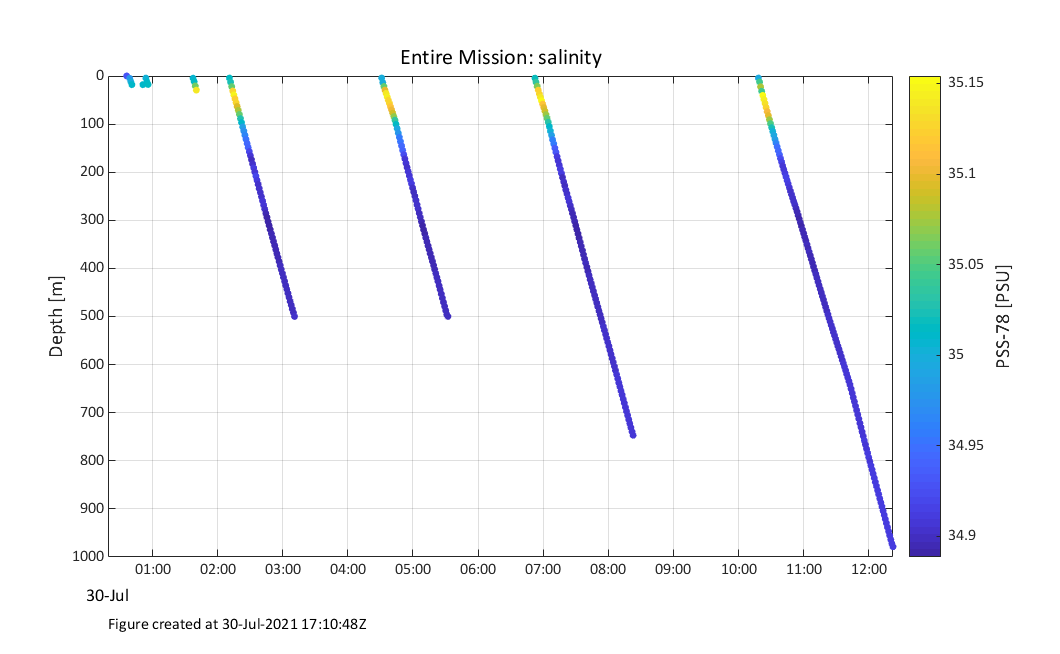 Entire Mission: salinity
0
100
200
300
400
500
600
700
800
900
1000
Depth [m]
01:00 02:00 03:00 04:00 05:00 06:00 07:00 08:00 09:00 10:00 11:00 12:00
30-Jul
35.15
35.1
35.05
35
34.95
34.9
PSS-78 [PSU]
Figure created at 30-Jul-2021 17:10:48Z